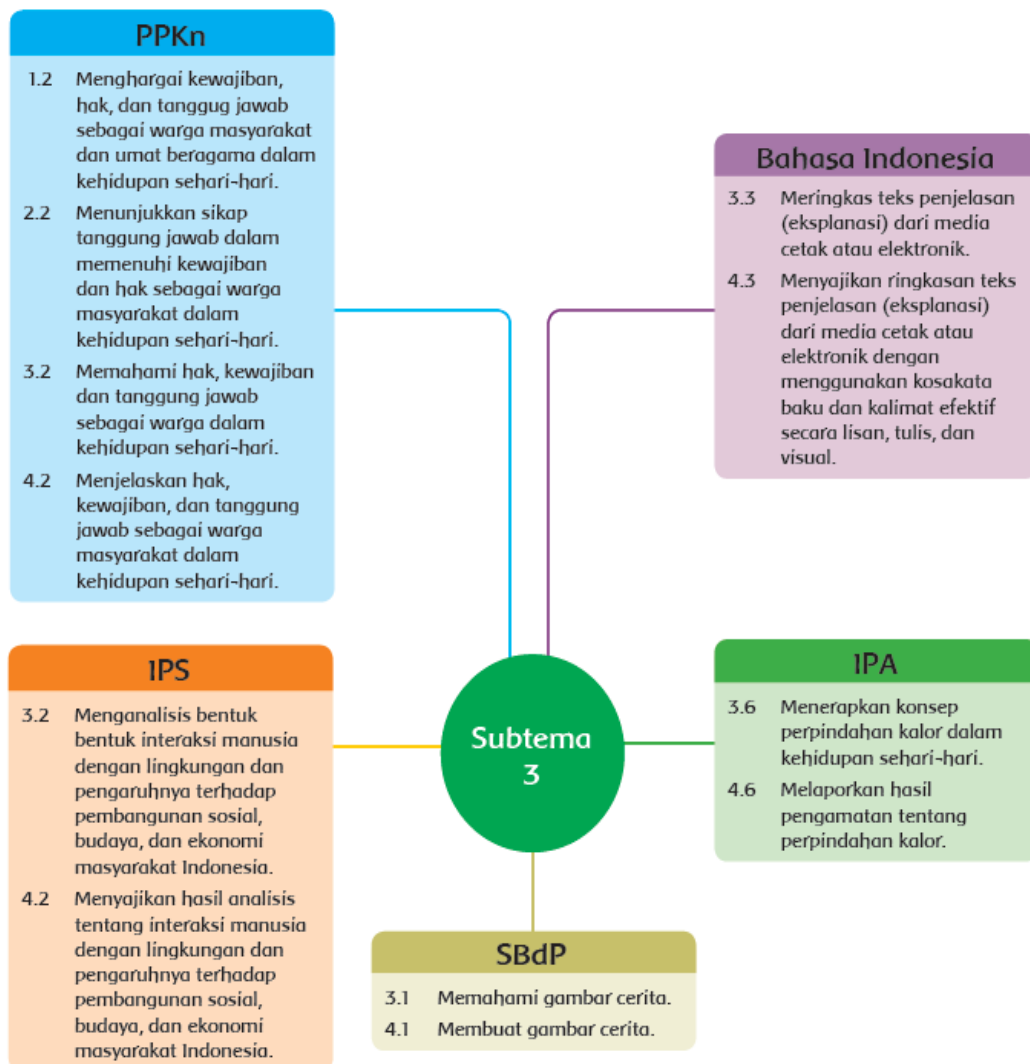 PPKn
1.2 Menghargai kewajiban,
hak, dan tanggug jawab
sebagai warga masyarakat
dan umat beragama dalam
kehidupan sehari-hari.
2.2 Menunjukkan sikap
tanggung jawab dalam
memenuhi kewajiban
dan hak sebagai warga
masyarakat dalam
kehidupan sehari-hari.
3.2 Memahami hak, kewajiban
dan tanggung jawab
sebagai warga dalam
kehidupan sehari-hari.
4.2 Menjelaskan hak,
kewajiban, dan tanggung
jawab sebagai warga
masyarakat dalam
kehidupan sehari-hari.
Bahasa Indonesia
3.3 Meringkas teks penjelasan
(eksplanasi) dari media
cetak atau elektronik.
4.3 Menyajikan ringkasan teks
penjelasan (eksplanasi)
dari media cetak atau
elektronik dengan
menggunakan kosakata
baku dan kalimat efektif
secara lisan, tulis, dan
visual.
IPS
3.2 Menganalisis bentuk
bentuk interaksi manusia
dengan lingkungan dan
pengaruhnya terhadap
pembangunan sosial,
budaya, dan ekonomi
masyarakat Indonesia.
4.2 Menyajikan hasil analisis
tentang interaksi manusia
dengan lingkungan dan
pengaruhnya terhadap
pembangunan sosial,
budaya, dan ekonomi
masyarakat Indonesia.
Subtema
3
IPA
3.6 Menerapkan konsep
perpindahan kalor dalam
kehidupan sehari-hari.
4.6 Melaporkan hasil
pengamatan tentang
perpindahan kalor.
SBdP
3.1 Memahami gambar cerita.
4.1 Membuat gambar cerita.